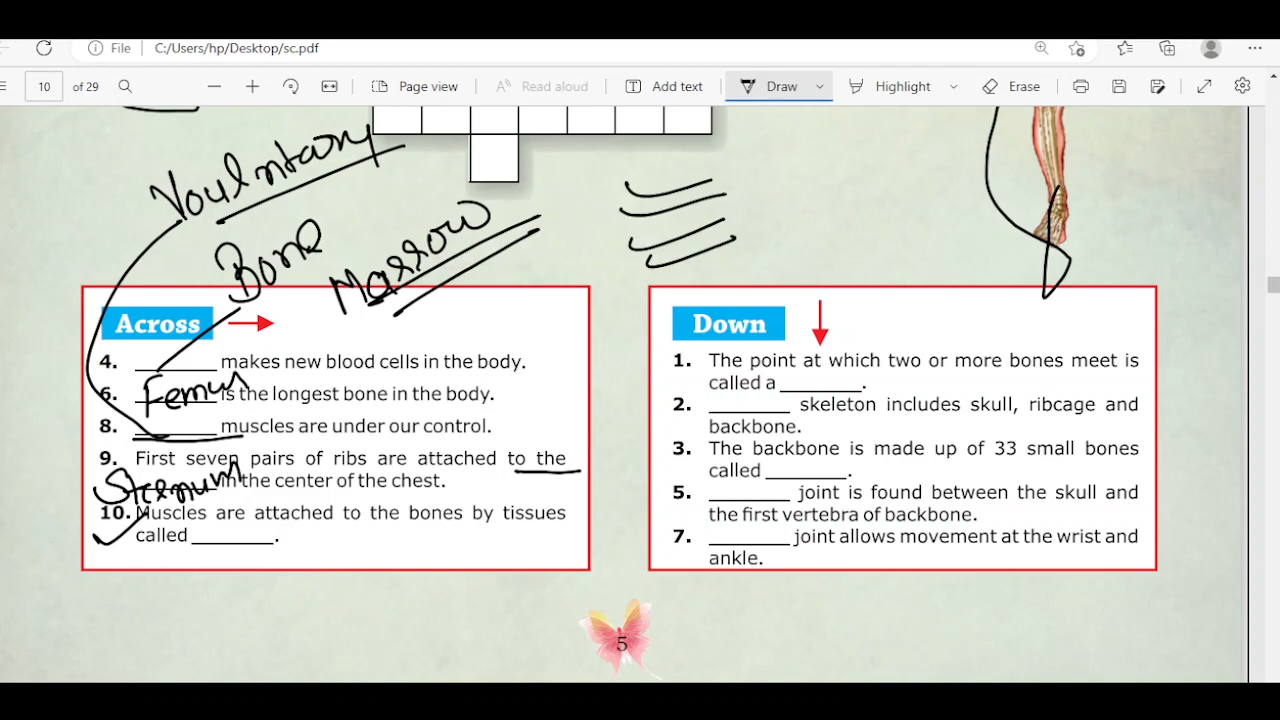 File C:/Users/hp/Desktop/sc.pdf
10 of 29 Page view Read aloud Add text Draw Highlight Erase
Voulntary
Bone Marrow
Across
4. ________ makes new blood cells in the body.
Femur
6. ________ is the longest bone in the body.
8. ________ muscles are under our control.
9. First seven pairs of ribs are attached to the
Sternum
________ in the center of the chest.
10. Muscles are attached to the bones by tissues
called ________.
Down
1. The point at which two or more bones meet is
called a ________.
2. ________ skeleton includes skull, ribcage and
backbone.
3. The backbone is made up of 33 small bones
called ________.
5. ________ joint is found between the skull and
the first vertebra of backbone.
7. ________ joint allows movement at the wrist and
ankle.
5